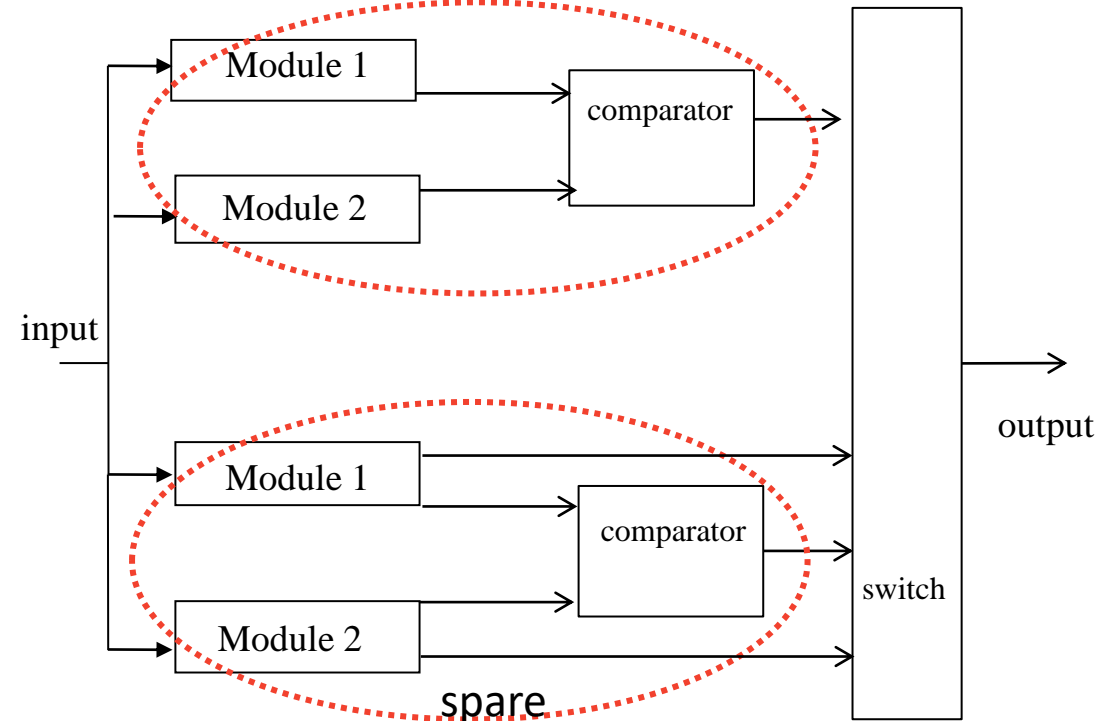 Module 1
comparator
Module 2
input
output
Module 1
comparator
switch
Module 2
spare